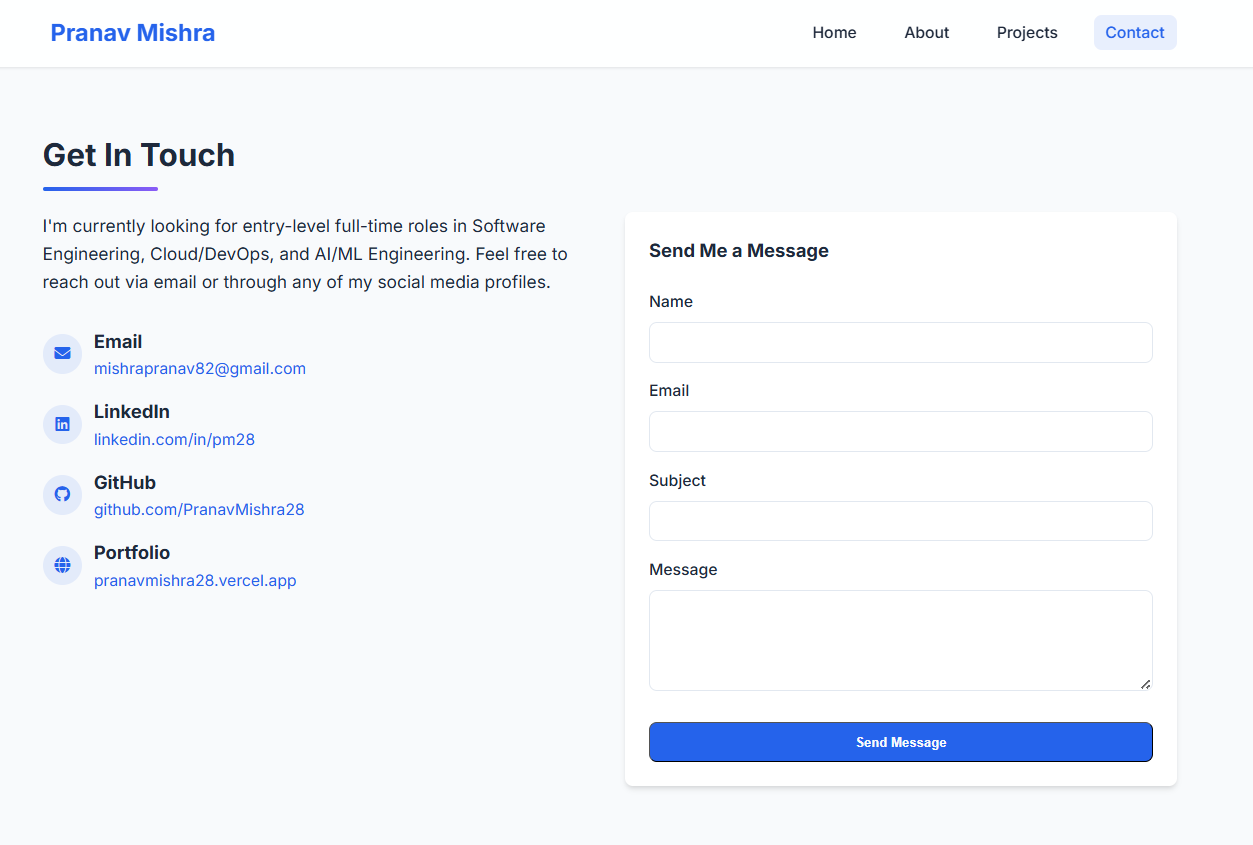 Pranav Mishra
Home
About
Projects
Contact
Get In Touch
I'm currently looking for entry-level full-time roles in Software
Engineering, Cloud/DevOps, and AI/ML Engineering. Feel free to
reach out via email or through any of my social media profiles.
Email
mishrapranav82@gmail.com
LinkedIn
linkedin.com/in/pm28
GitHub
github.com/PranavMishra28
Portfolio
pranavmishra28.vercel.app
Send Me a Message
Name
Email
Subject
Message
Send Message